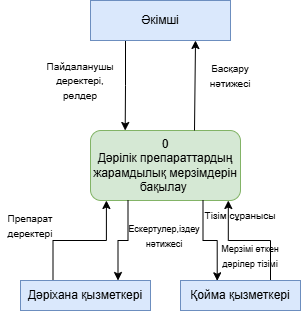 Әкімші
Пайдаланушы
деректері,
рөлдер
Басқару
нәтижесі
0
Дәрілік препараттардың
жарамдылық мерзімдерін
бақылау
Препарат
деректері
Ескертулер,іздеу
нәтижесі
Тізім сұранысы
Мерзімі өткен
дәрілер тізімі
Дәріхана қызметкері
Қойма қызметкері